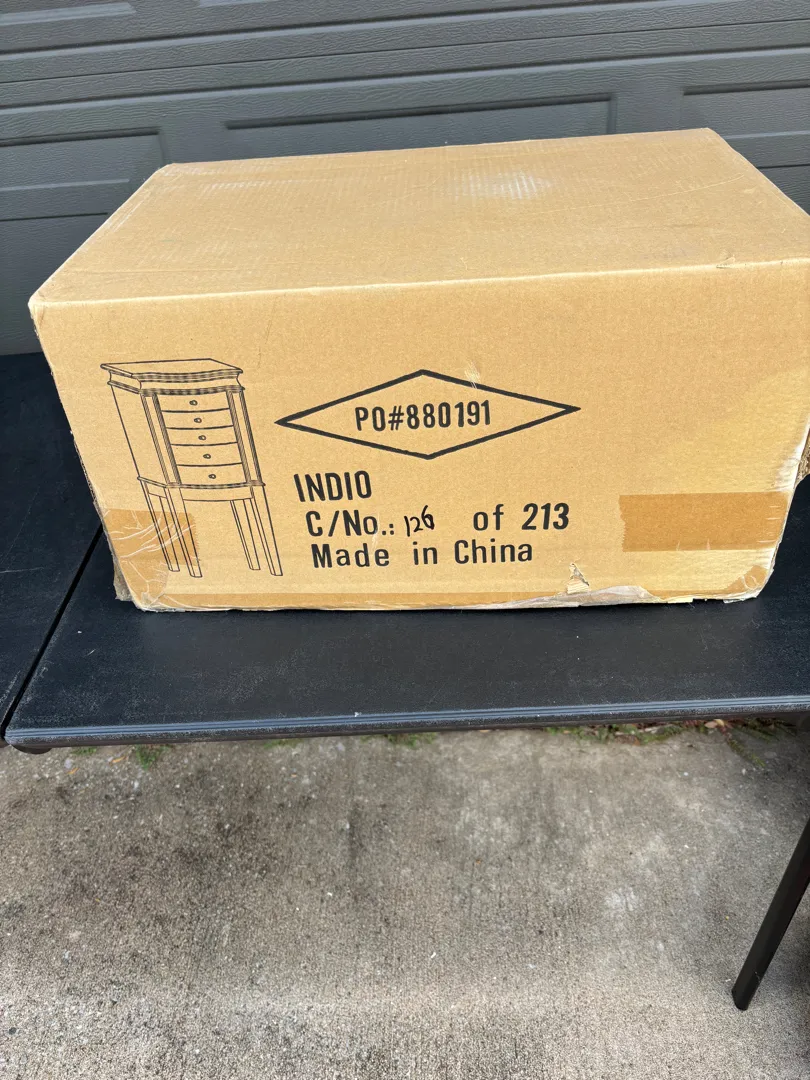 PO#880191
INDIO
C/No.: 126 of 213
Made in China